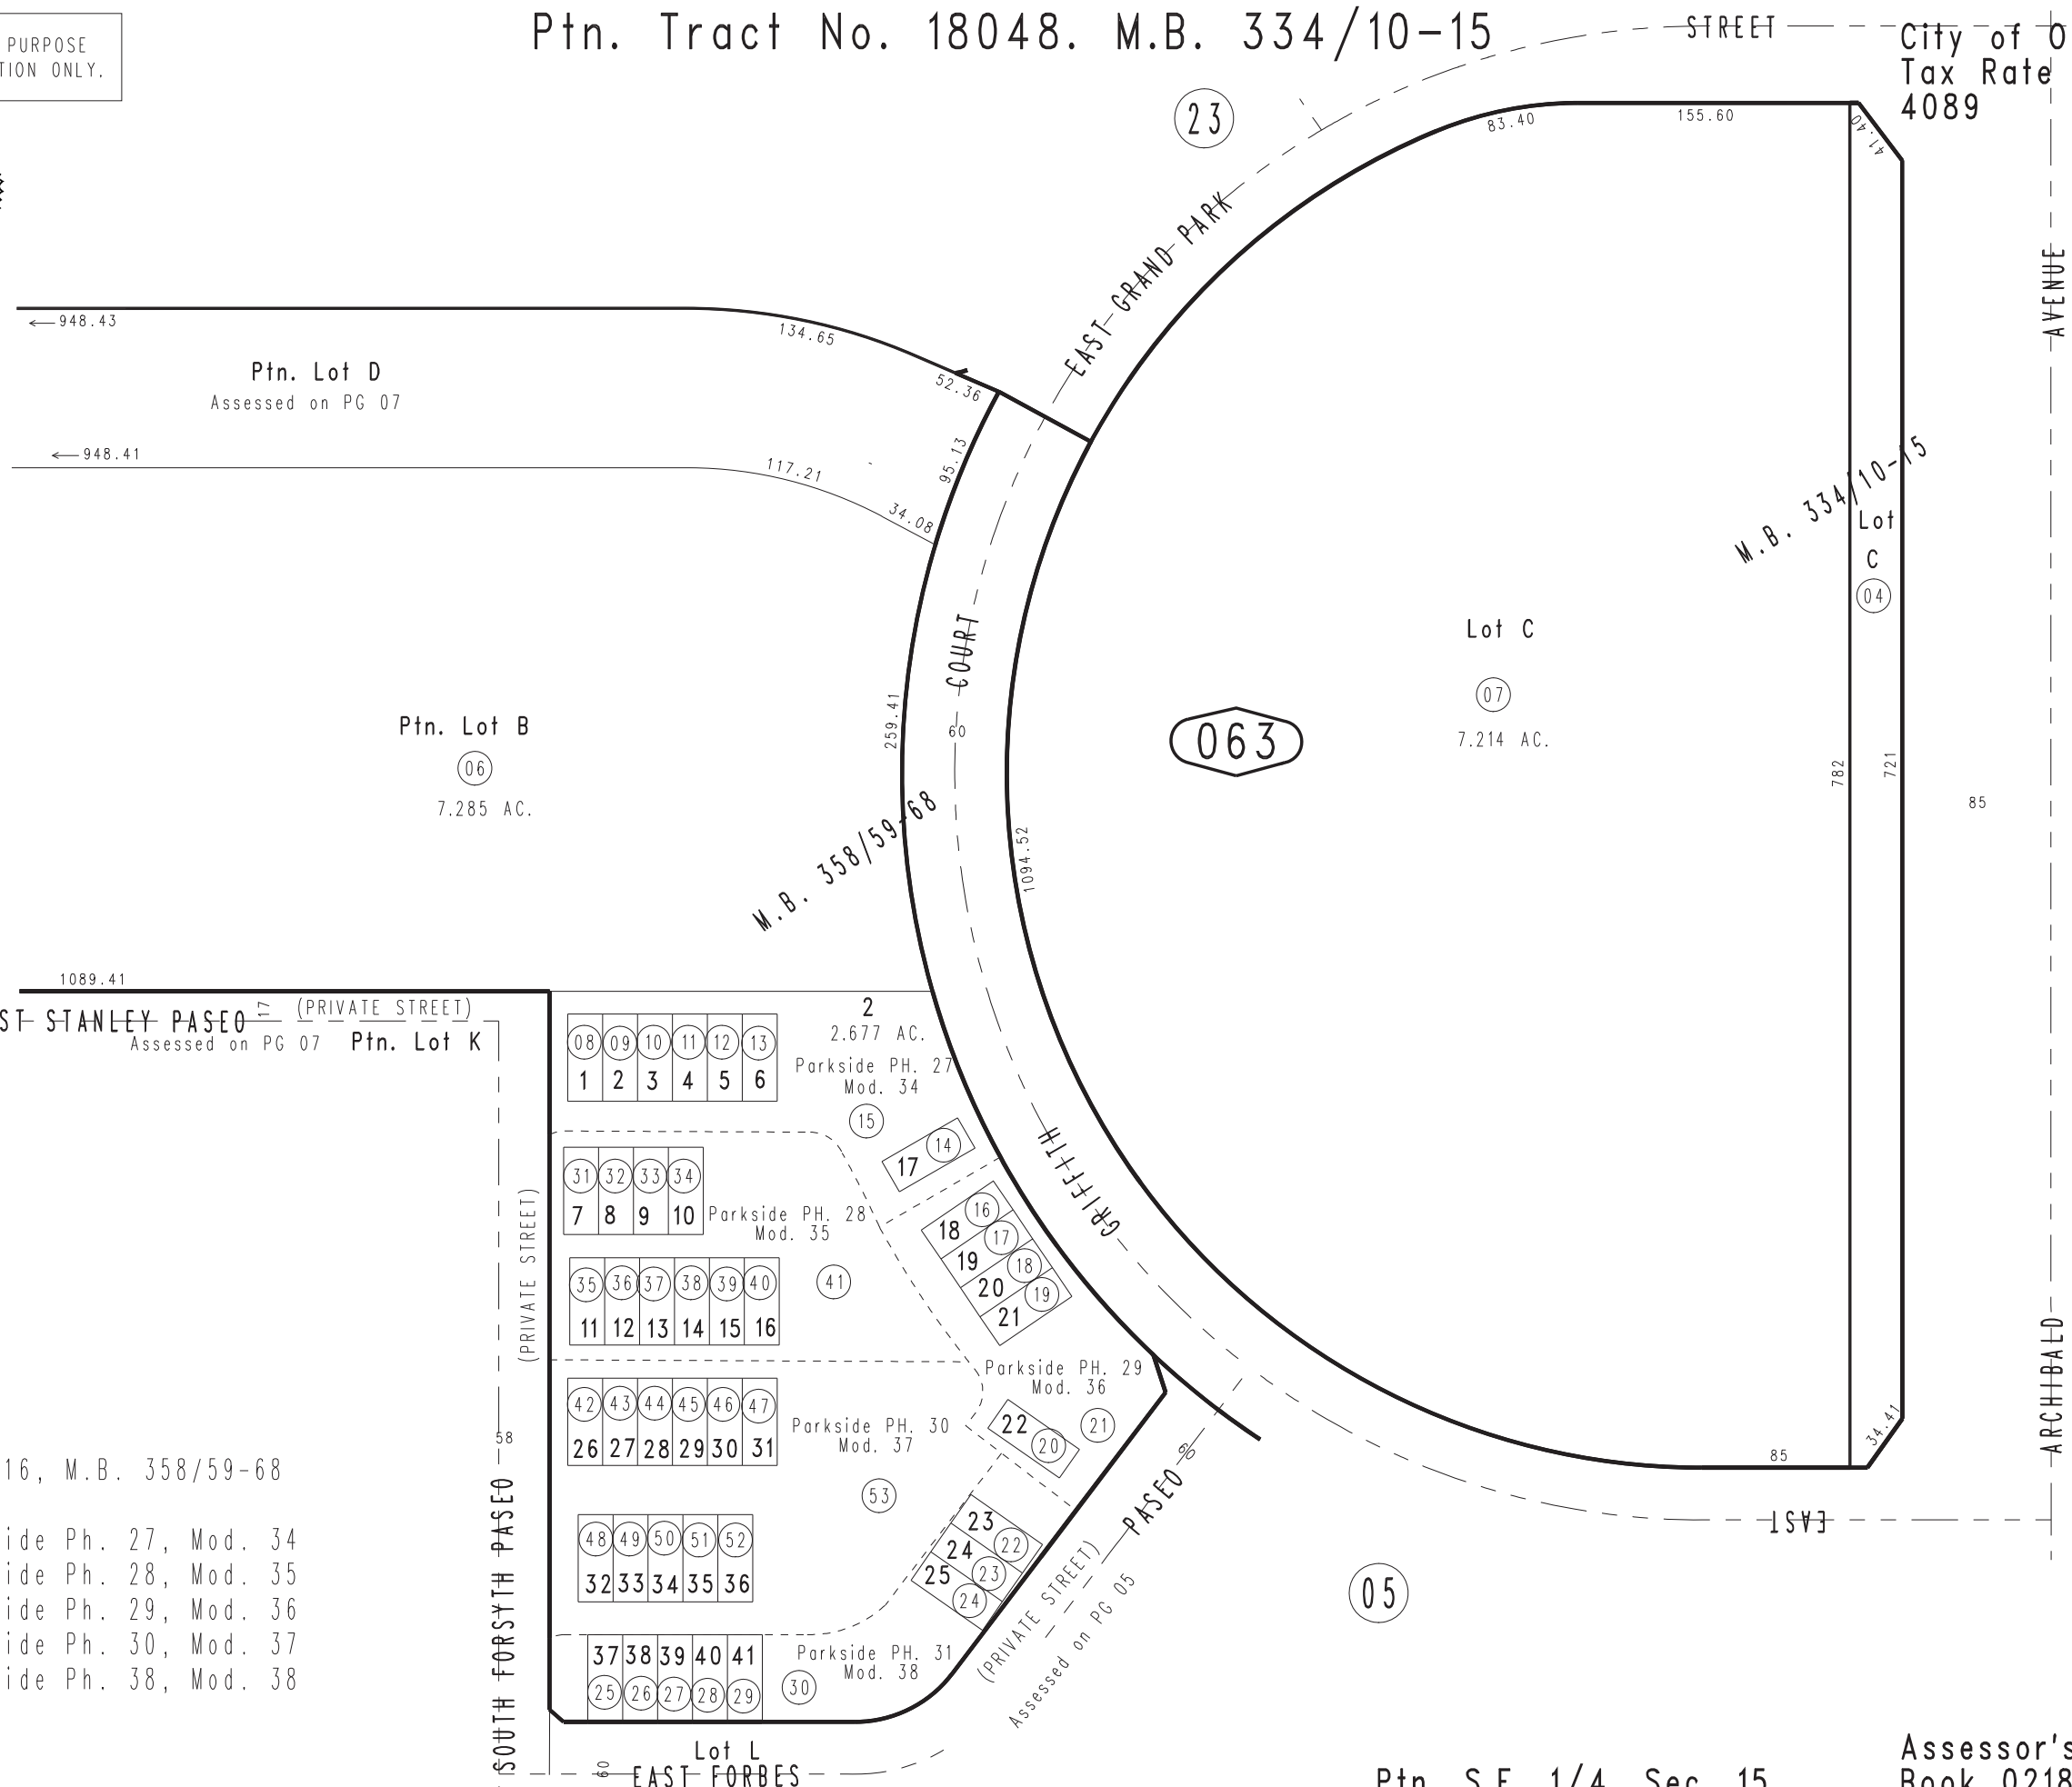 Ptn. Tract No. 18048. M.B. 334/10-15
PURPOSE
ONLY.
City of
Tax Rate
4089
STREET
23
83.40
155.60
41.40
AVENUE
EAST GRAND PARK
948.43
134.65
Ptn. Lot D
Assessed on PG 07
52.36
948.41
117.21
95.13
34.08
M.B. 334/10-15
Lot
C
04
COURT
60
Lot C
07
7.214 AC.
063
259.41
Ptn. Lot B
06
7.285 AC.
782
721
85
M.B. 358/59-68
1094.52
1089.41
STANLEY PASEO
17
(PRIVATE STREET)
Assessed on PG 07
Ptn. Lot K
2
2.677 AC.
08 09 10 11 12 13
1 2 3 4 5 6
Parkside PH. 27
Mod. 34
15
14
17
GRIFFITH
31 32 33 34
7 8 9 10
Parkside PH. 28
Mod. 35
(PRIVATE STREET)
16
18
17
19
18
20
19
21
35 36 37 38 39 40
11 12 13 14 15 16
41
ARCHIBALD
Parkside PH. 29
Mod. 36
42 43 44 45 46 47
26 27 28 29 30 31
Parkside PH. 30
Mod. 37
22
20
21
58
34.41
85
60
PASEO
16, M.B. 358/59-68
53
EAST
48 49 50 51 52
32 33 34 35 36
23
22
24
23
25
24
(PRIVATE STREET)
Assessed on PG 05
05
SOUTH FORSYTH PASEO
ide Ph. 27, Mod. 34
ide Ph. 28, Mod. 35
ide Ph. 29, Mod. 36
ide Ph. 30, Mod. 37
ide Ph. 38, Mod. 38
37 38 39 40 41
25 26 27 28 29
Parkside PH. 31
Mod. 38
30
Lot L
60
EAST FORBES
Ptn. S.E. 1/4, Sec. 15
Assessor's
Book 0218